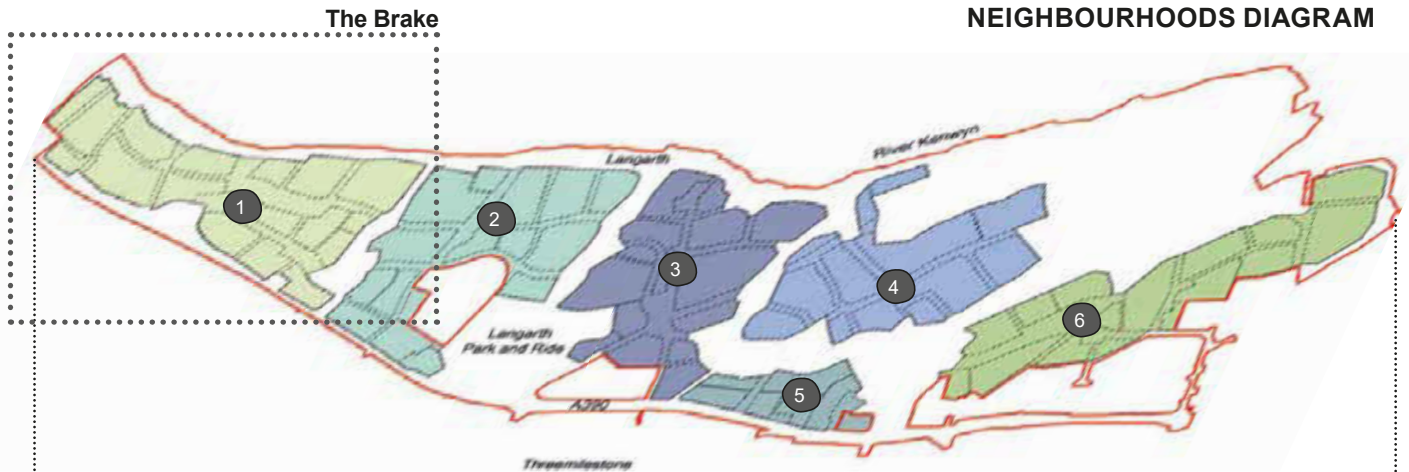 The Brake
NEIGHBOURHOODS DIAGRAM
River Kenwyn
Langarth
1
2
3
4
6
Langarth
Park and Ride
5
A390
Threemilestone